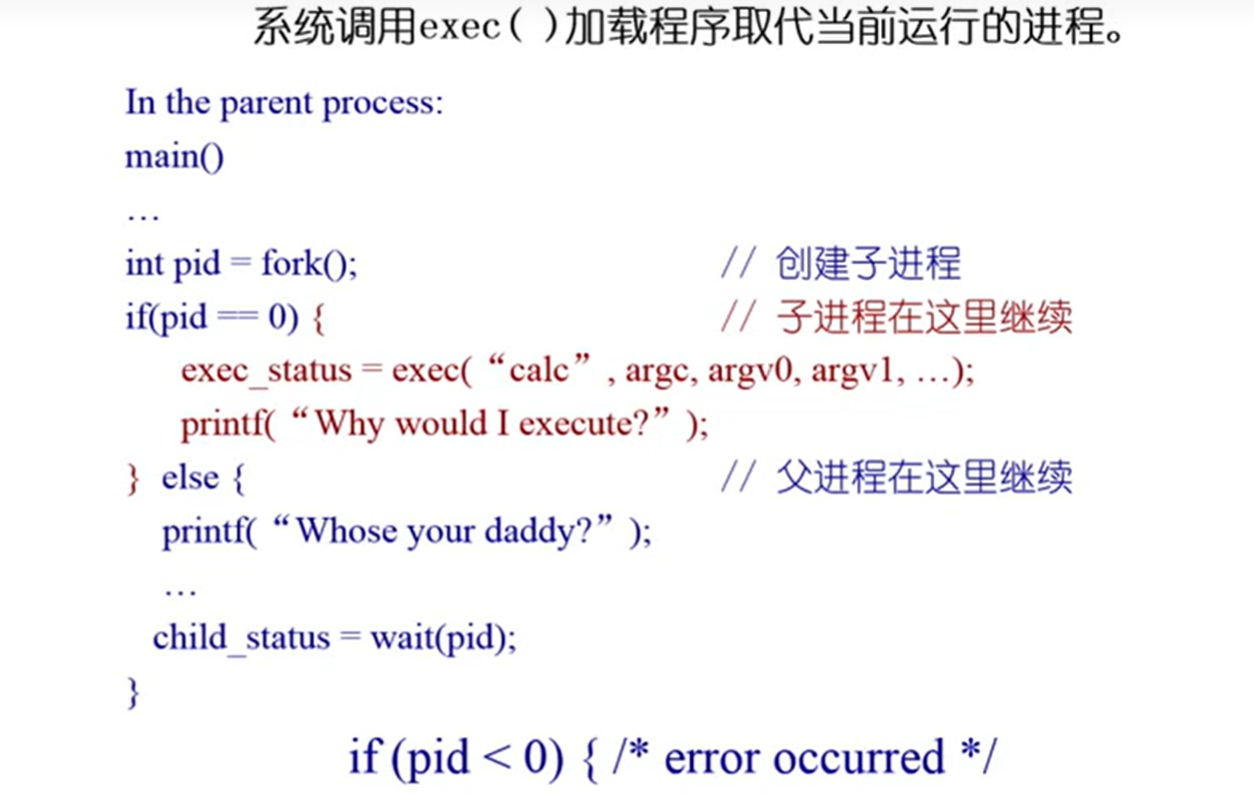 系统调用exec( )加载程序取代当前运行的进程。
In the parent process:
main()
…
int pid = fork(); // 创建子进程
if(pid == 0) { // 子进程在这里继续
exec_status = exec( “calc” , argc, argv0, argv1, …);
printf( “Why would I execute?” );
} else { // 父进程在这里继续
printf( “Whose your daddy?” );
…
child_status = wait(pid);
}
if (pid < 0) { /* error occurred */